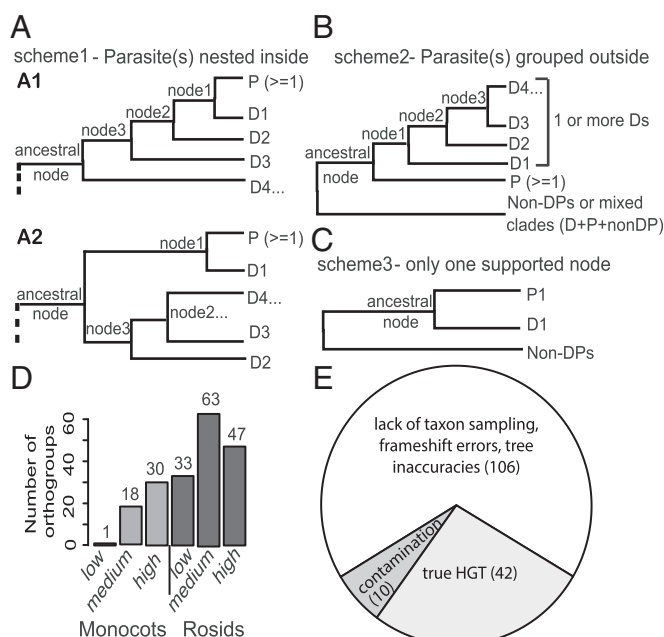 A
scheme1 - Parasite(s) nested inside
A1
P (>=1)
node1
D1
node2
D2
node3
D3
ancestral
node
D4...
A2
P (>=1)
node1
D1
ancestral
node
D4...
node2...
node3
D3
D2
B
scheme2- Parasite(s) grouped outside
D4...
node3
D3
1 or more Ds
node2
D2
node1
D1
ancestral
node
P (>=1)
Non-DPs or mixed
clades (D+P+nonDP)
C
scheme3- only one supported node
P1
ancestral
node
D1
Non-DPs
D
Number of
orthogroups
0 20 40 60
1
18
30
33
63
47
low
medium
high
low
medium
high
Monocots
Rosids
E
lack of taxon sampling,
frameshift errors, tree
inaccuracies (106)
contamination
(10)
true HGT (42)